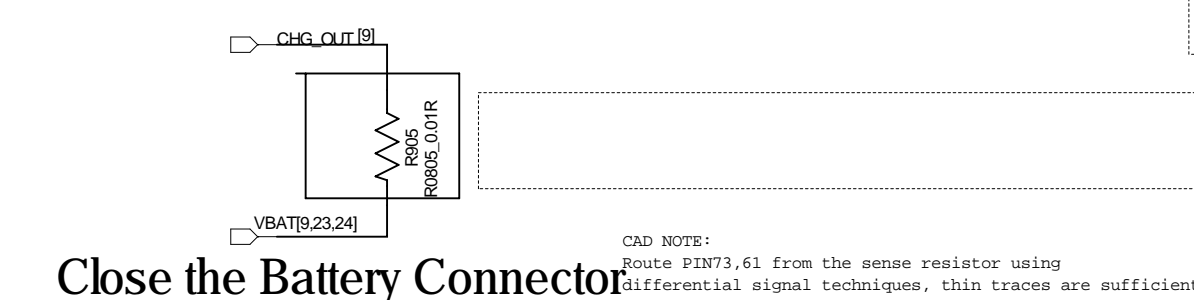 CHG_OUT [9]
R905
R0805_0.01R
VBAT[9,23,24]
CAD NOTE:
Route PIN73,61 from the sense resistor using
differential signal techniques, thin traces are sufficient
Close the Battery Connector